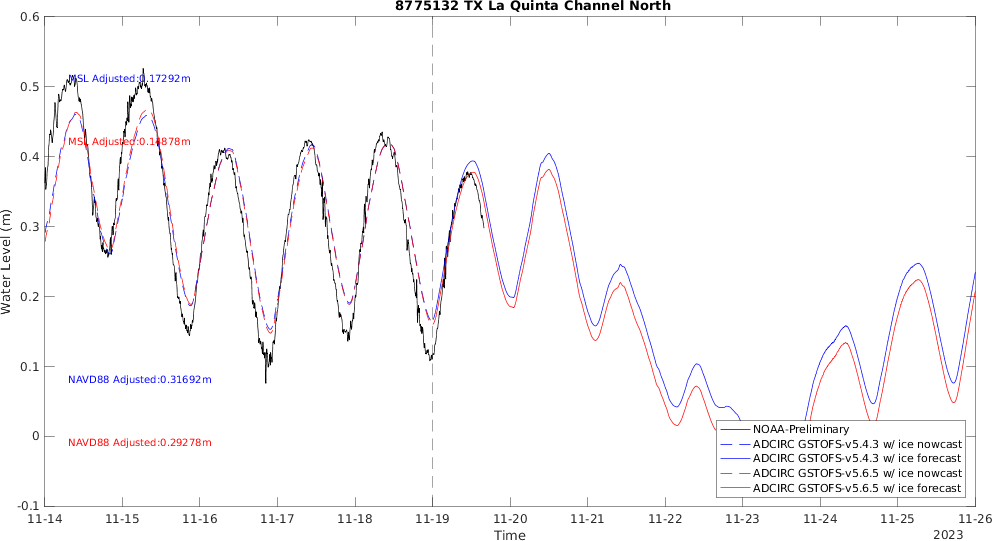 8775132 TX La Quinta Channel North
0.6
0.5
0.4
0.3
0.2
0.1
0
-0.1
Water Level (m)
MSL Adjusted:0.17292m
MSL Adjusted:0.14878m
NAVD88 Adjusted:0.31692m
NAVD88 Adjusted:0.29278m
NOAA-Preliminary
ADCIRC GSTOFS-v5.4.3 w/ ice nowcast
ADCIRC GSTOFS-v5.4.3 w/ ice forecast
ADCIRC GSTOFS-v5.6.5 w/ ice nowcast
ADCIRC GSTOFS-v5.6.5 w/ ice forecast
11-14 11-15 11-16 11-17 11-18 11-19 11-20 11-21 11-22 11-23 11-24 11-25 11-26
Time
2023